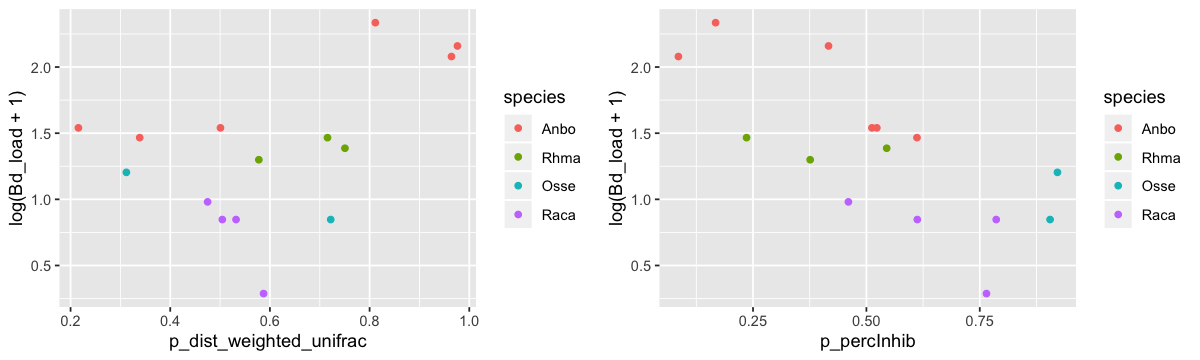 log(Bd_load + 1)
2.0
1.5
1.0
0.5
0.2
0.4
0.6
0.8
1.0
p_dist_weighted_unifrac
species
Anbo
Rhma
Osse
Raca
log(Bd_load + 1)
2.0
1.5
1.0
0.5
0.25
0.50
0.75
p_percInhib
species
Anbo
Rhma
Osse
Raca